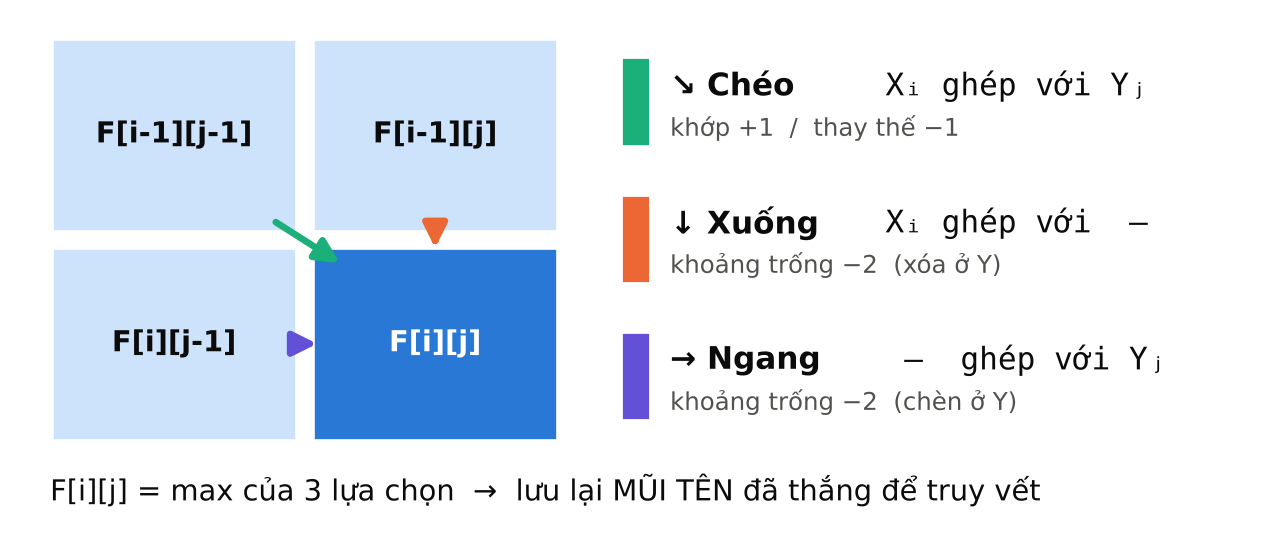 F[i-1][j-1]
F[i-1][j]
F[i][j-1]
F[i][j]
↘ Chéo Xᵢ ghép với Yⱼ
khớp +1 / thay thế −1
↓ Xuống Xᵢ ghép với −
khoảng trống −2 (xóa ở Y)
→ Ngang − ghép với Yⱼ
khoảng trống −2 (chèn ở Y)
F[i][j] = max của 3 lựa chọn → lưu lại MŨI TÊN đã thắng để truy vết